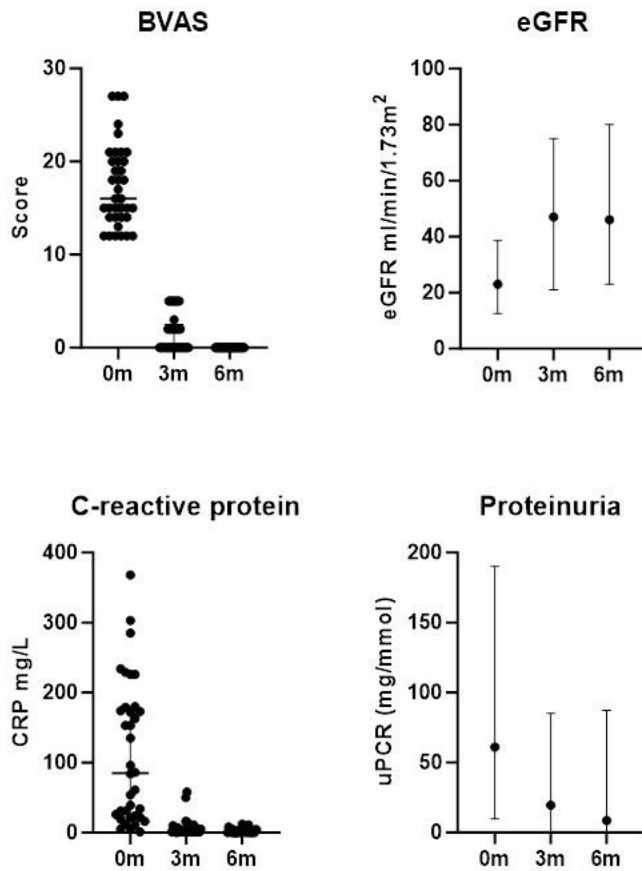 BVAS
Score
30
20
10
0
0m 3m 6m
eGFR
eGFR ml/min/1.73m²
100
80
60
40
20
0
0m 3m 6m
C-reactive protein
CRP mg/L
400
300
200
100
0
0m 3m 6m
Proteinuria
uPCR (mg/mmol)
200
150
100
50
0
0m 3m 6m